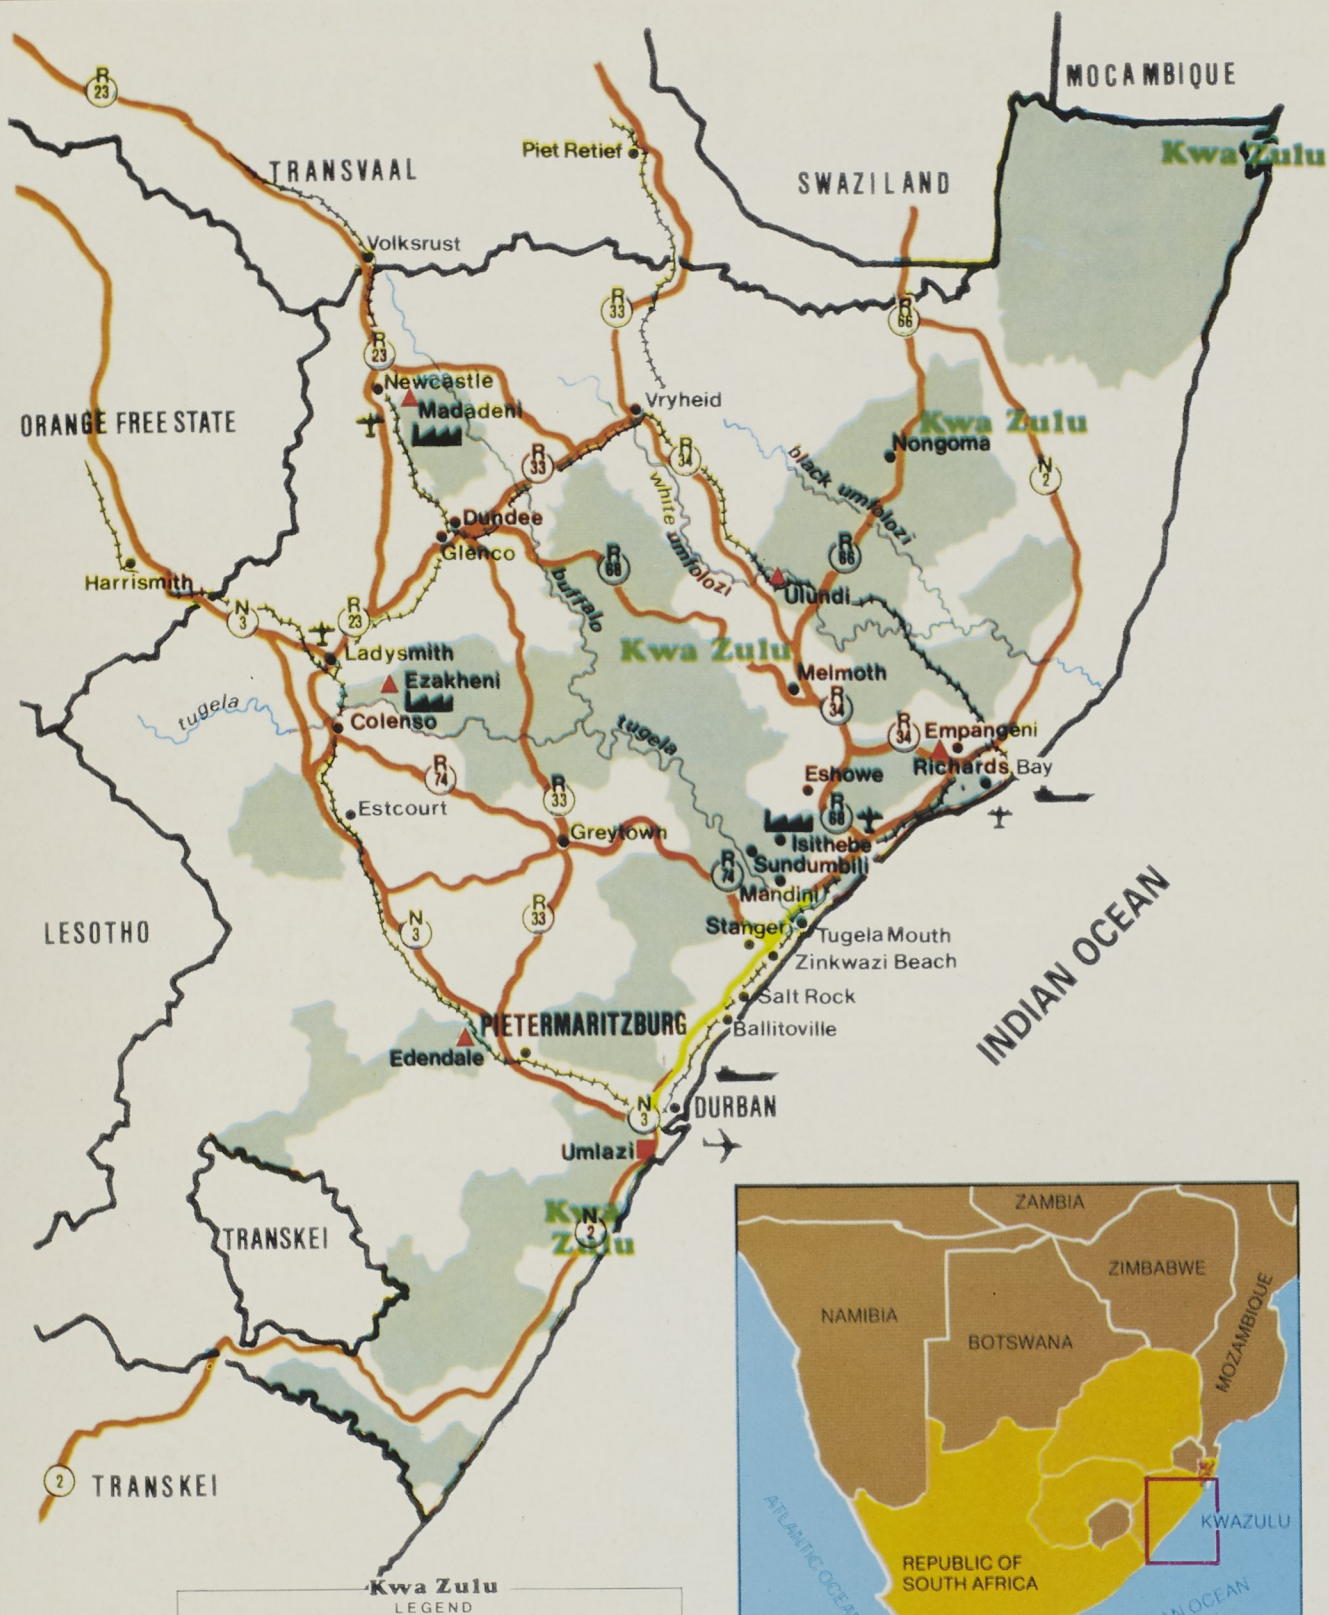 MOCAMBIQUE
R
23
Piet Retief
Kwa Zulu
TRANSVAAL
SWAZILAND
Volksrust
R
33
R
66
R
23
Newcastle
Madadeni
Vryheid
ORANGE FREE STATE
Kwa Zulu
Nongoma
R
33
R
34
black umfolozi
N
2
white umfolozi
Dundee
Glenco
R
68
R
66
Harrismith
buffalo
Ulundi
N
3
R
23
Ladysmith
Kwa Zulu
Ezakheni
Melmoth
tugela
Colenso
tugela
R
34
R
34
Empangeni
R
74
Eshowe
Richards Bay
R
33
Estcourt
R
68
Greytown
Isithebe
R
74
Sundumbili
Mandini
LESOTHO
N
3
R
33
Stanger
Tugela Mouth
Zinkwazi Beach
INDIAN OCEAN
Salt Rock
PIETERMARITZBURG
Ballitoville
Edendale
N
3
DURBAN
Umlazi
Kwa
Zulu
N
2
TRANSKEI
ZAMBIA
ZIMBABWE
NAMIBIA
BOTSWANA
MOZAMBIQUE
2
TRANSKEI
ATLANTIC OCEAN
KWAZULU
REPUBLIC OF
SOUTH AFRICA
AN OCEAN
Kwa Zulu
LEGEND